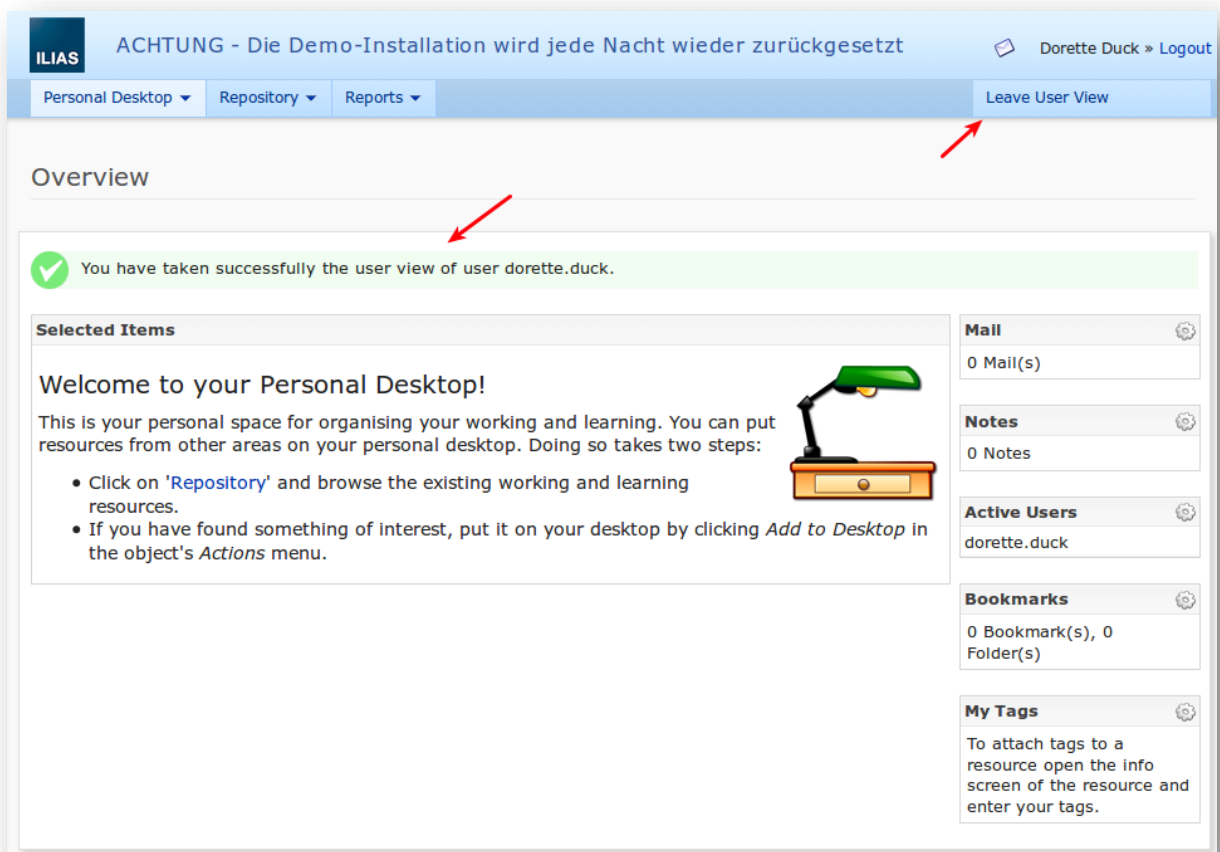 ILIAS
ACHTUNG - Die Demo-Installation wird jede Nacht wieder zurückgesetzt
Dorette Duck » Logout
Personal Desktop
Repository
Reports
Leave User View
Overview
You have taken successfully the user view of user dorette.duck.
Selected Items
Welcome to your Personal Desktop!
This is your personal space for organising your working and learning. You can put
resources from other areas on your personal desktop. Doing so takes two steps:
• Click on 'Repository' and browse the existing working and learning
resources.
• If you have found something of interest, put it on your desktop by clicking Add to Desktop in
the object's Actions menu.
Mail
0 Mail(s)
Notes
0 Notes
Active Users
dorette.duck
Bookmarks
0 Bookmark(s), 0
Folder(s)
My Tags
To attach tags to a
resource open the info
screen of the resource and
enter your tags.